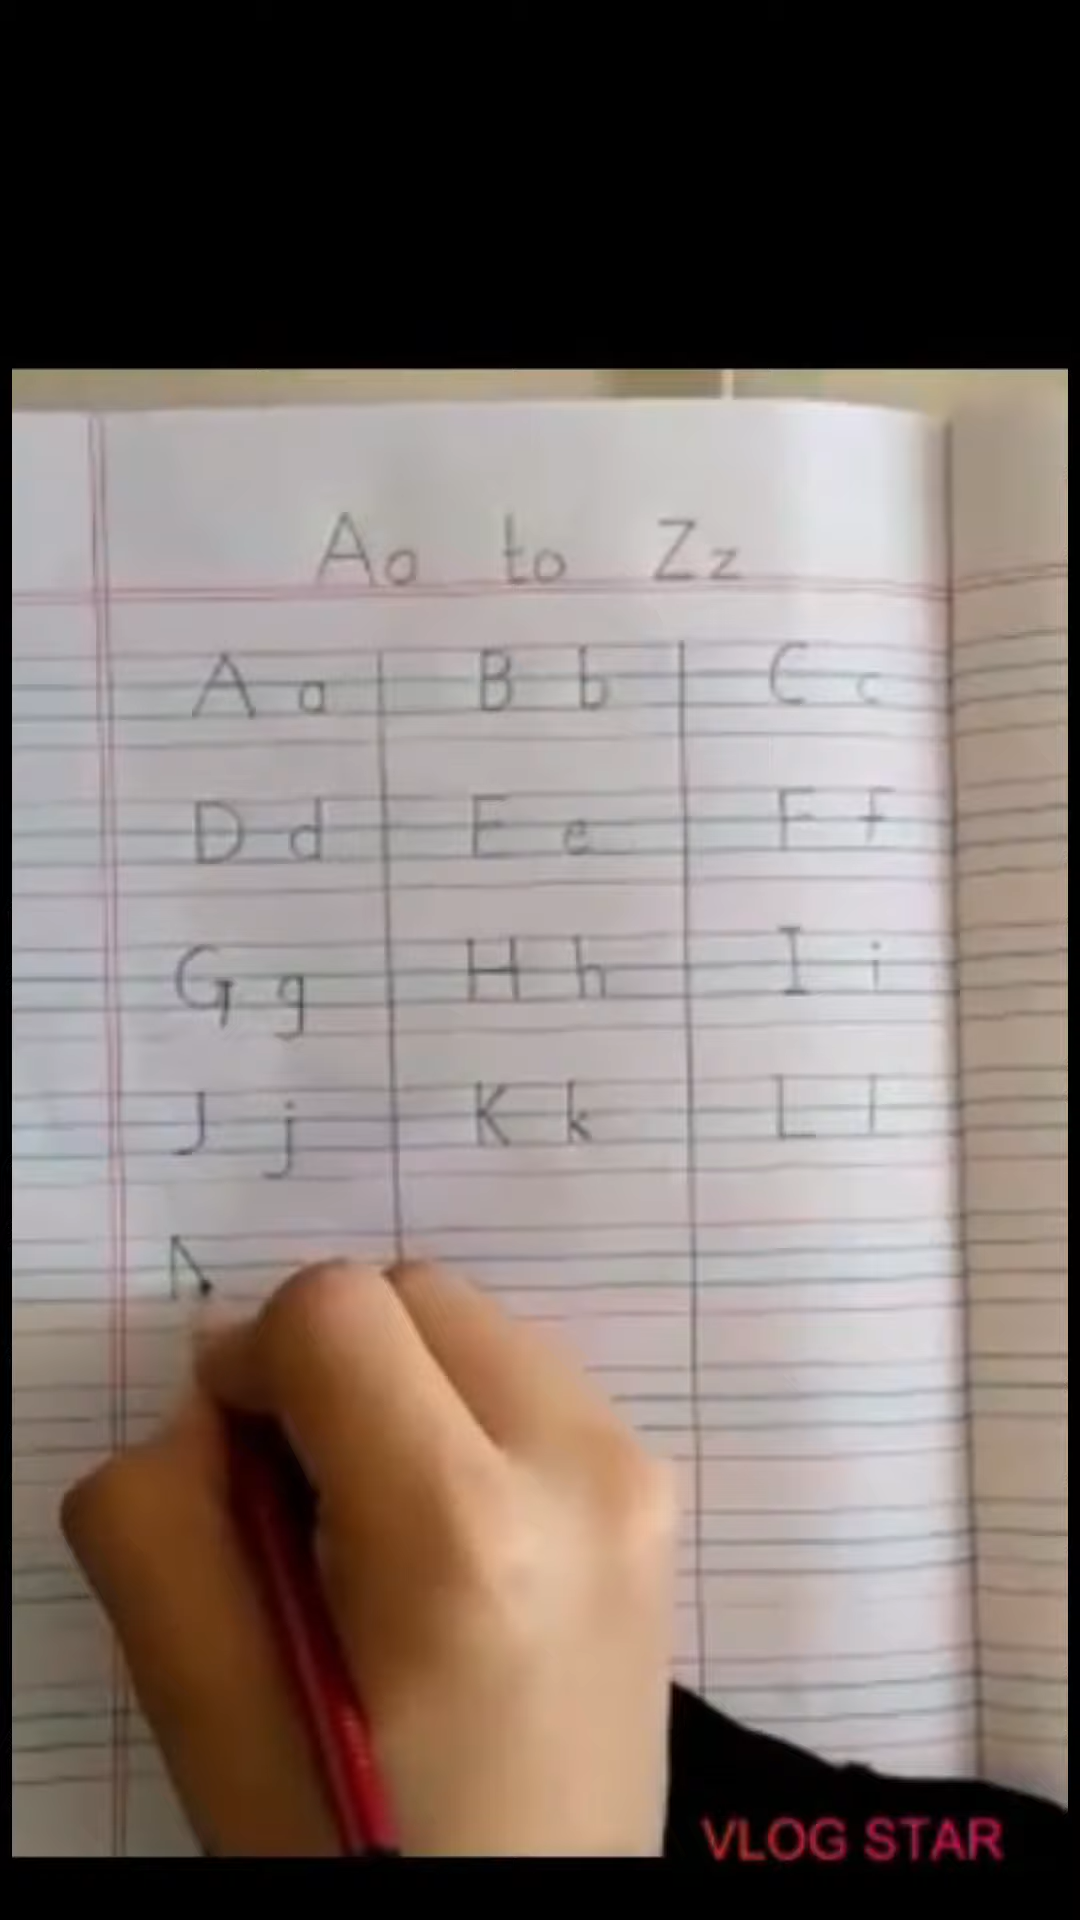 Aa to Zz
A a B b C c
D d E e F f
G g H h I i
J j K k L l
VLOG STAR